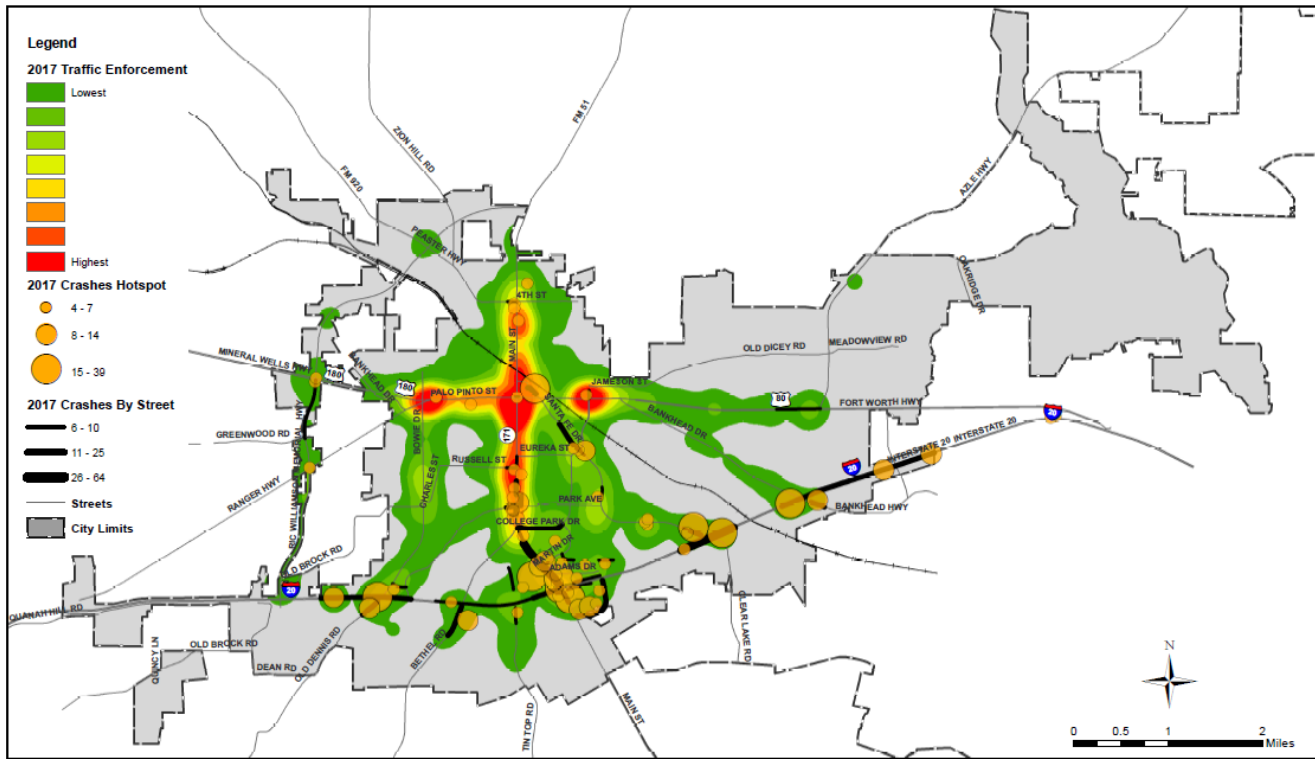 Legend
2017 Traffic Enforcement
Lowest
Highest
2017 Crashes Hotspot
4 - 7
8 - 14
15 - 39
2017 Crashes By Street
6 - 10
11 - 25
26 - 64
Streets
City Limits
FM 51
ZION HILL RD
FM 920
AZLE HWY
PEASTER HWY
OAKRIDGE DR
4TH ST
MAIN ST
OLD DICEY RD
MEADOWVIEW RD
MINERAL WELLS HWY
180
BANKHEAD DR
180
PALO PINTO ST
JAMESON ST
SANTA FE DR
BANKHEAD DR
80
FORT WORTH HWY
20
BOWIE DR
GREENWOOD RD
171
EUREKA ST
RUSSELL ST
INTERSTATE 20
INTERSTATE 20
20
CHARLES ST
RANGER HWY
RIC WILLIAMSON MEMORIAL HWY
PARK AVE
BANKHEAD HWY
COLLEGE PARK DR
MARTIN DR
OLD BROCK RD
ADAMS DR
20
QUANAH HILL RD
CLEAR LAKE RD
OLD BROCK RD
QUINCY LN
DEAN RD
OLD DENNIS RD
BETHEL RD
TIN TOP RD
MAIN ST
N
0
0.5
1
2
Miles